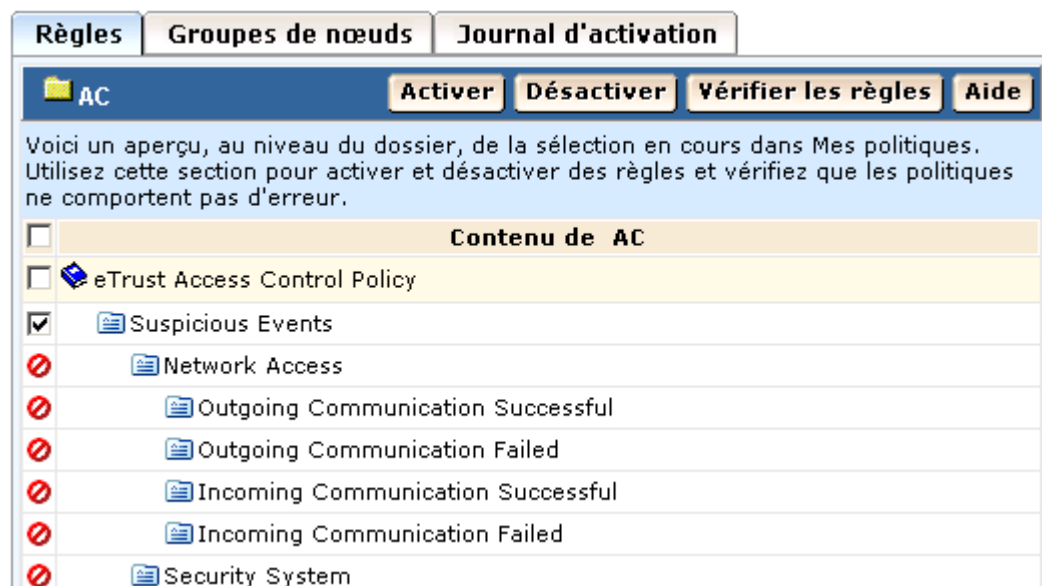 Règles Groupes de nœuds Journal d'activation
AC Activer Désactiver Vérifier les règles Aide
Voici un aperçu, au niveau du dossier, de la sélection en cours dans Mes politiques.
Utilisez cette section pour activer et désactiver des règles et vérifiez que les politiques
ne comportent pas d'erreur.
Contenu de AC
eTrust Access Control Policy
Suspicious Events
Network Access
Outgoing Communication Successful
Outgoing Communication Failed
Incoming Communication Successful
Incoming Communication Failed
Security System